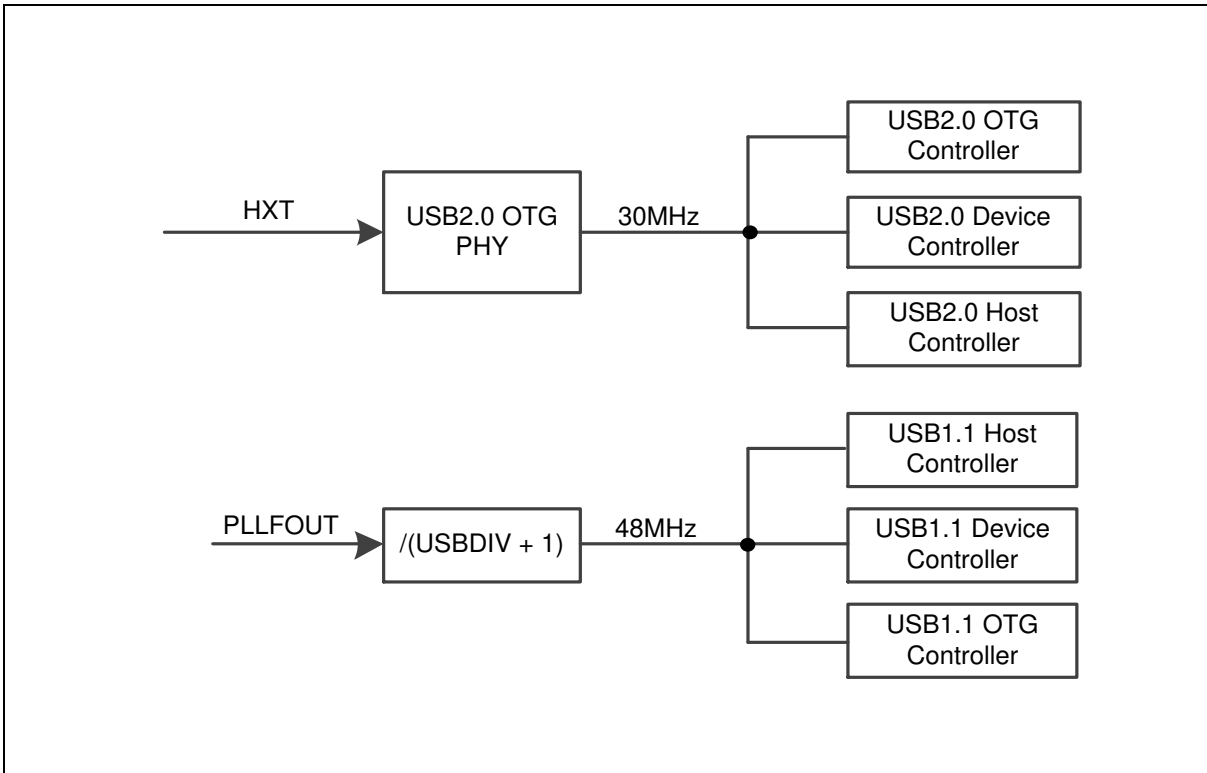 USB2.0 OTG
Controller
HXT
USB2.0 OTG
PHY
30MHz
USB2.0 Device
Controller
USB2.0 Host
Controller
USB1.1 Host
Controller
PLLFOUT
/(USBDIV + 1)
48MHz
USB1.1 Device
Controller
USB1.1 OTG
Controller